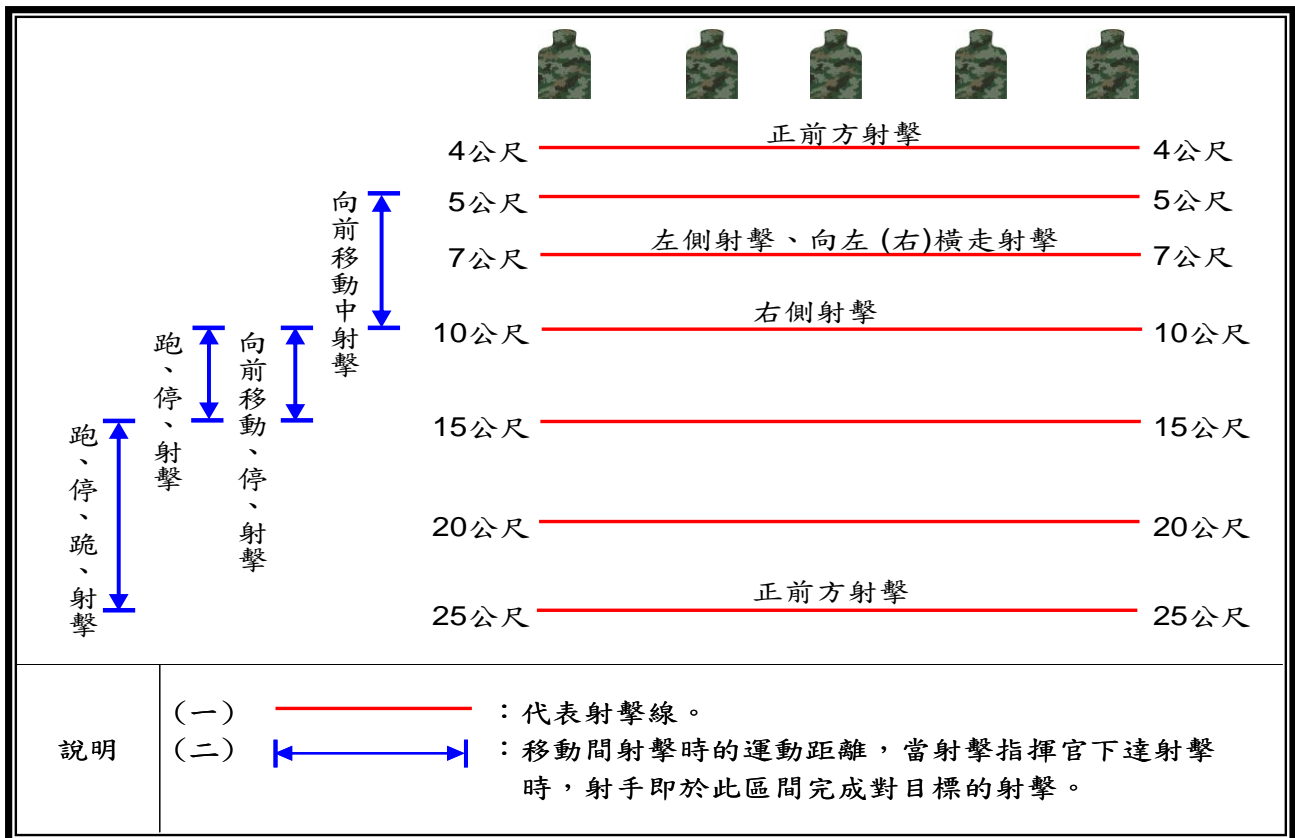 正前方射擊
4公尺 4公尺
5公尺 5公尺
左側射擊、向左 (右)橫走射擊
7公尺 7公尺
右側射擊
10公尺 10公尺
15公尺 15公尺
20公尺 20公尺
正前方射擊
25公尺 25公尺
向前移動中射擊
向前移動、停、射擊
跑、停、射擊
跑、停、跪、射擊
說明
(一) :代表射擊線。
(二) :移動間射擊時的運動距離,當射擊指揮官下達射擊
時,射手即於此區間完成對目標的射擊。